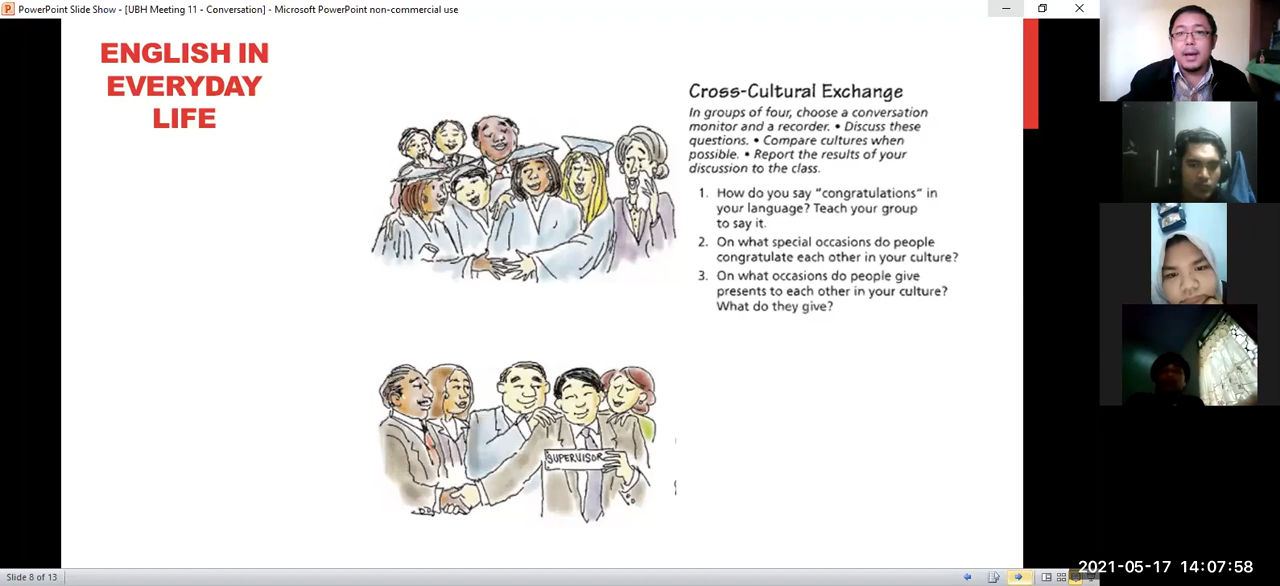 PowerPoint Slide Show - [UBH Meeting 11 - Conversation] - Microsoft PowerPoint non-commercial use
ENGLISH IN
EVERYDAY
LIFE
Cross-Cultural Exchange
In groups of four, choose a conversation
monitor and a recorder. • Discuss these
questions. • Compare cultures when
possible. • Report the results of your
discussion to the class.
1. How do you say “congratulations” in
your language? Teach your group
to say it.
2. On what special occasions do people
congratulate each other in your culture?
3. On what occasions do people give
presents to each other in your culture?
What do they give?
SUPERVISOR
Slide 8 of 13
2021-05-17 14:07:58